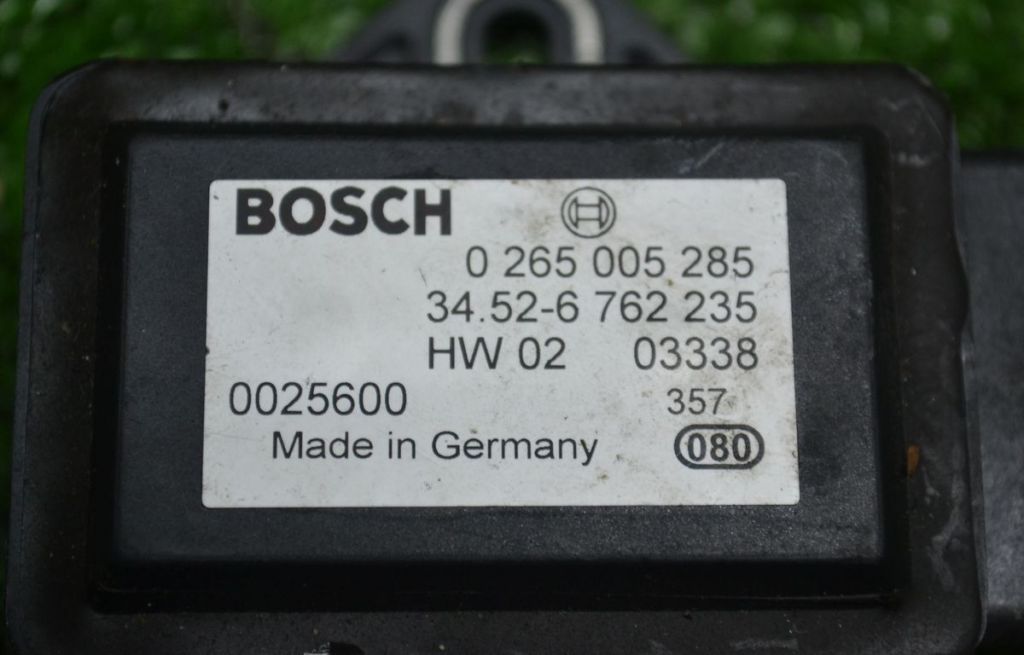 BOSCH
0 265 005 285
34.52-6 762 235
HW 02 03338
0025600 357
Made in Germany 080